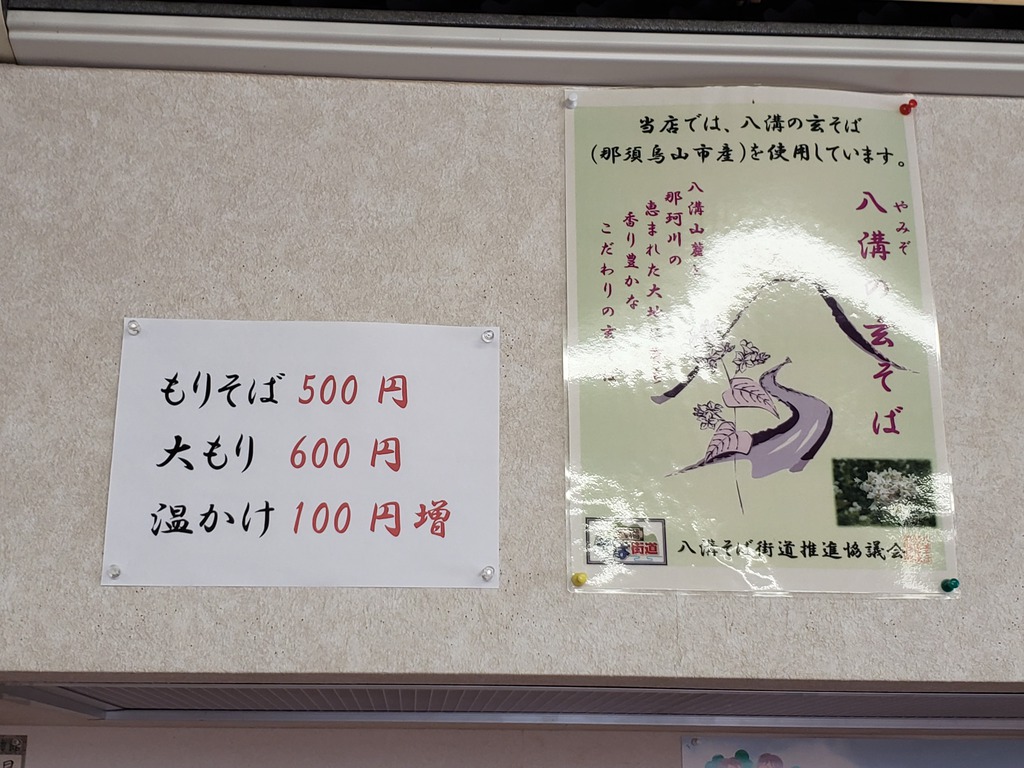 もりそば 500 円
大もり 600 円
温かけ 100 円増
当店では、八溝の玄そば
(那須烏山市産)を使用しています。
やみぞ
八溝の玄そば
八溝山麓
那珂川の
恵まれた大地
香り豊かな
こだわりの玄
街道
八溝そば街道推進協議会